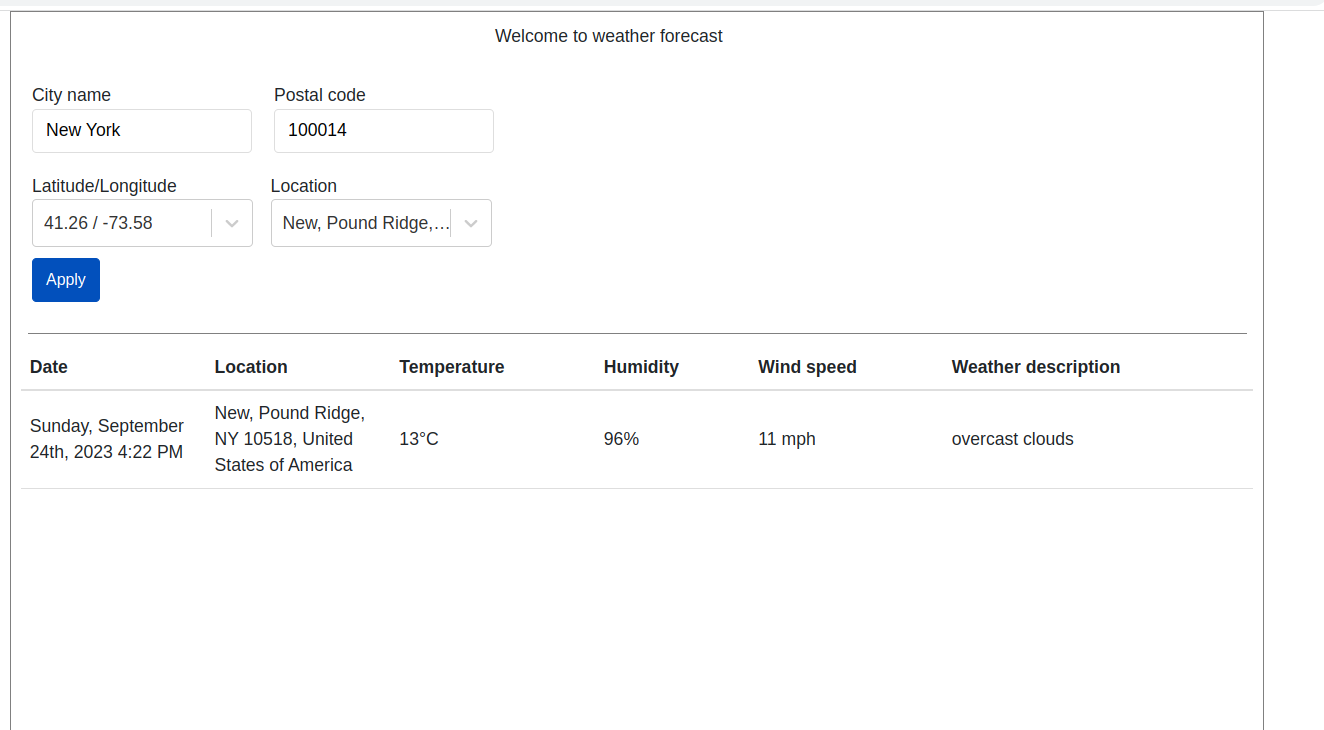 Welcome to weather forecast
City name Postal code
New York 100014
Latitude/Longitude Location
41.26 / -73.58 New, Pound Ridge,...
Apply
Date Location Temperature Humidity Wind speed Weather description
Sunday, September
24th, 2023 4:22 PM
New, Pound Ridge,
NY 10518, United
States of America
13°C 96% 11 mph overcast clouds